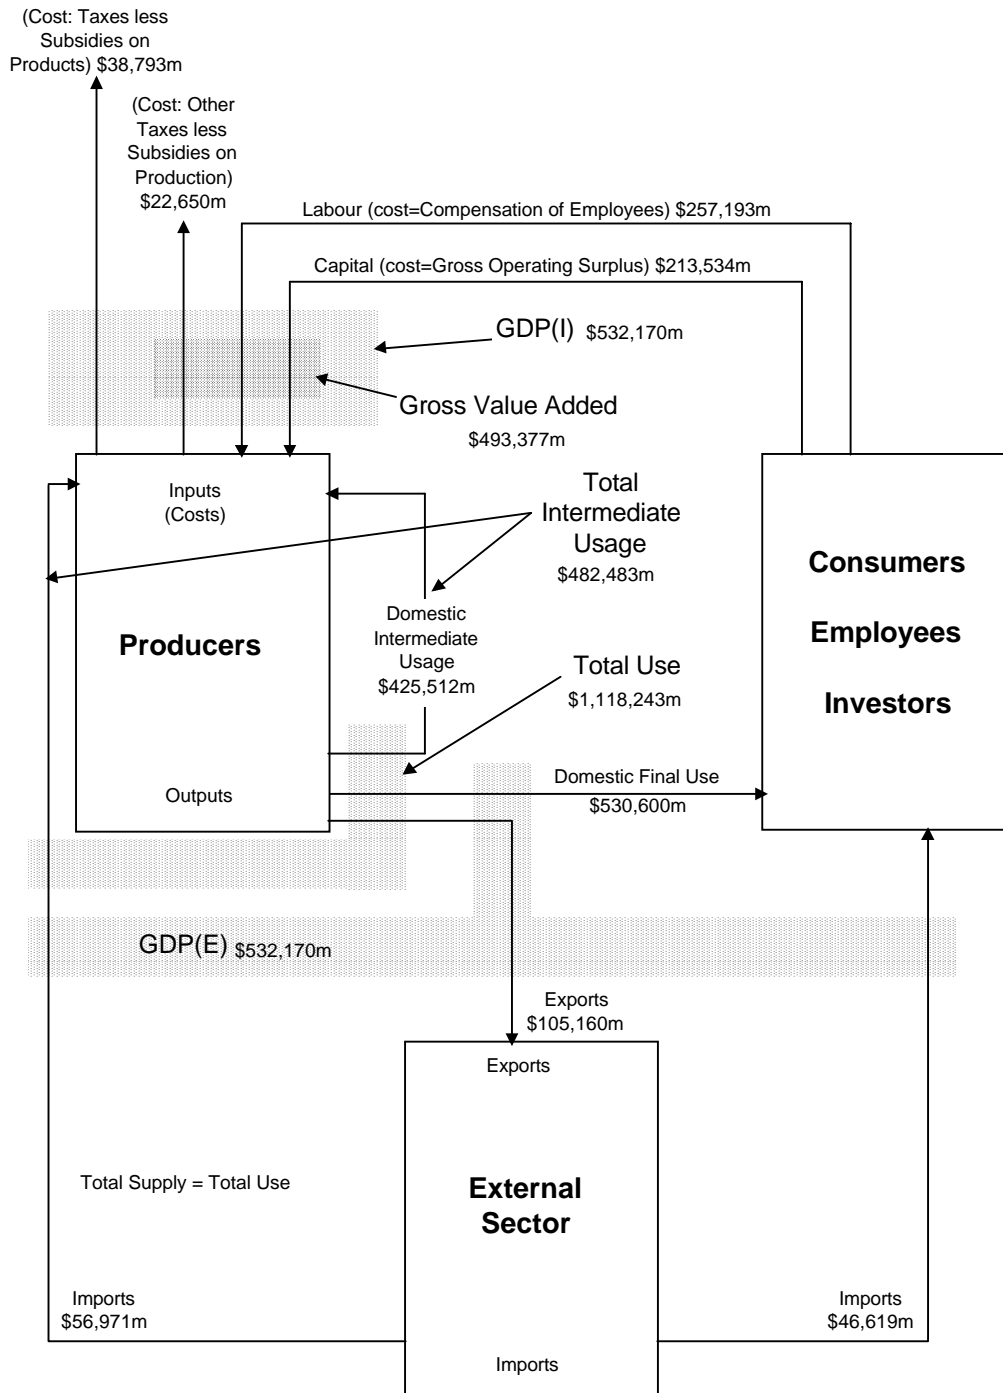 (Cost: Taxes less
Subsidies on
Products) $38,793m
(Cost: Other
Taxes less
Subsidies on
Production)
$22,650m
Labour (cost=Compensation of Employees) $257,193m
Capital (cost=Gross Operating Surplus) $213,534m
GDP(I) $532,170m
Gross Value Added
$493,377m
Inputs
(Costs)
Total
Intermediate
Usage
$482,483m
Consumers
Employees
Investors
Producers
Domestic
Intermediate
Usage
$425,512m
Total Use
$1,118,243m
Outputs
Domestic Final Use
$530,600m
GDP(E) $532,170m
Exports
$105,160m
Exports
Total Supply = Total Use
External
Sector
Imports
$56,971m
Imports
$46,619m
Imports